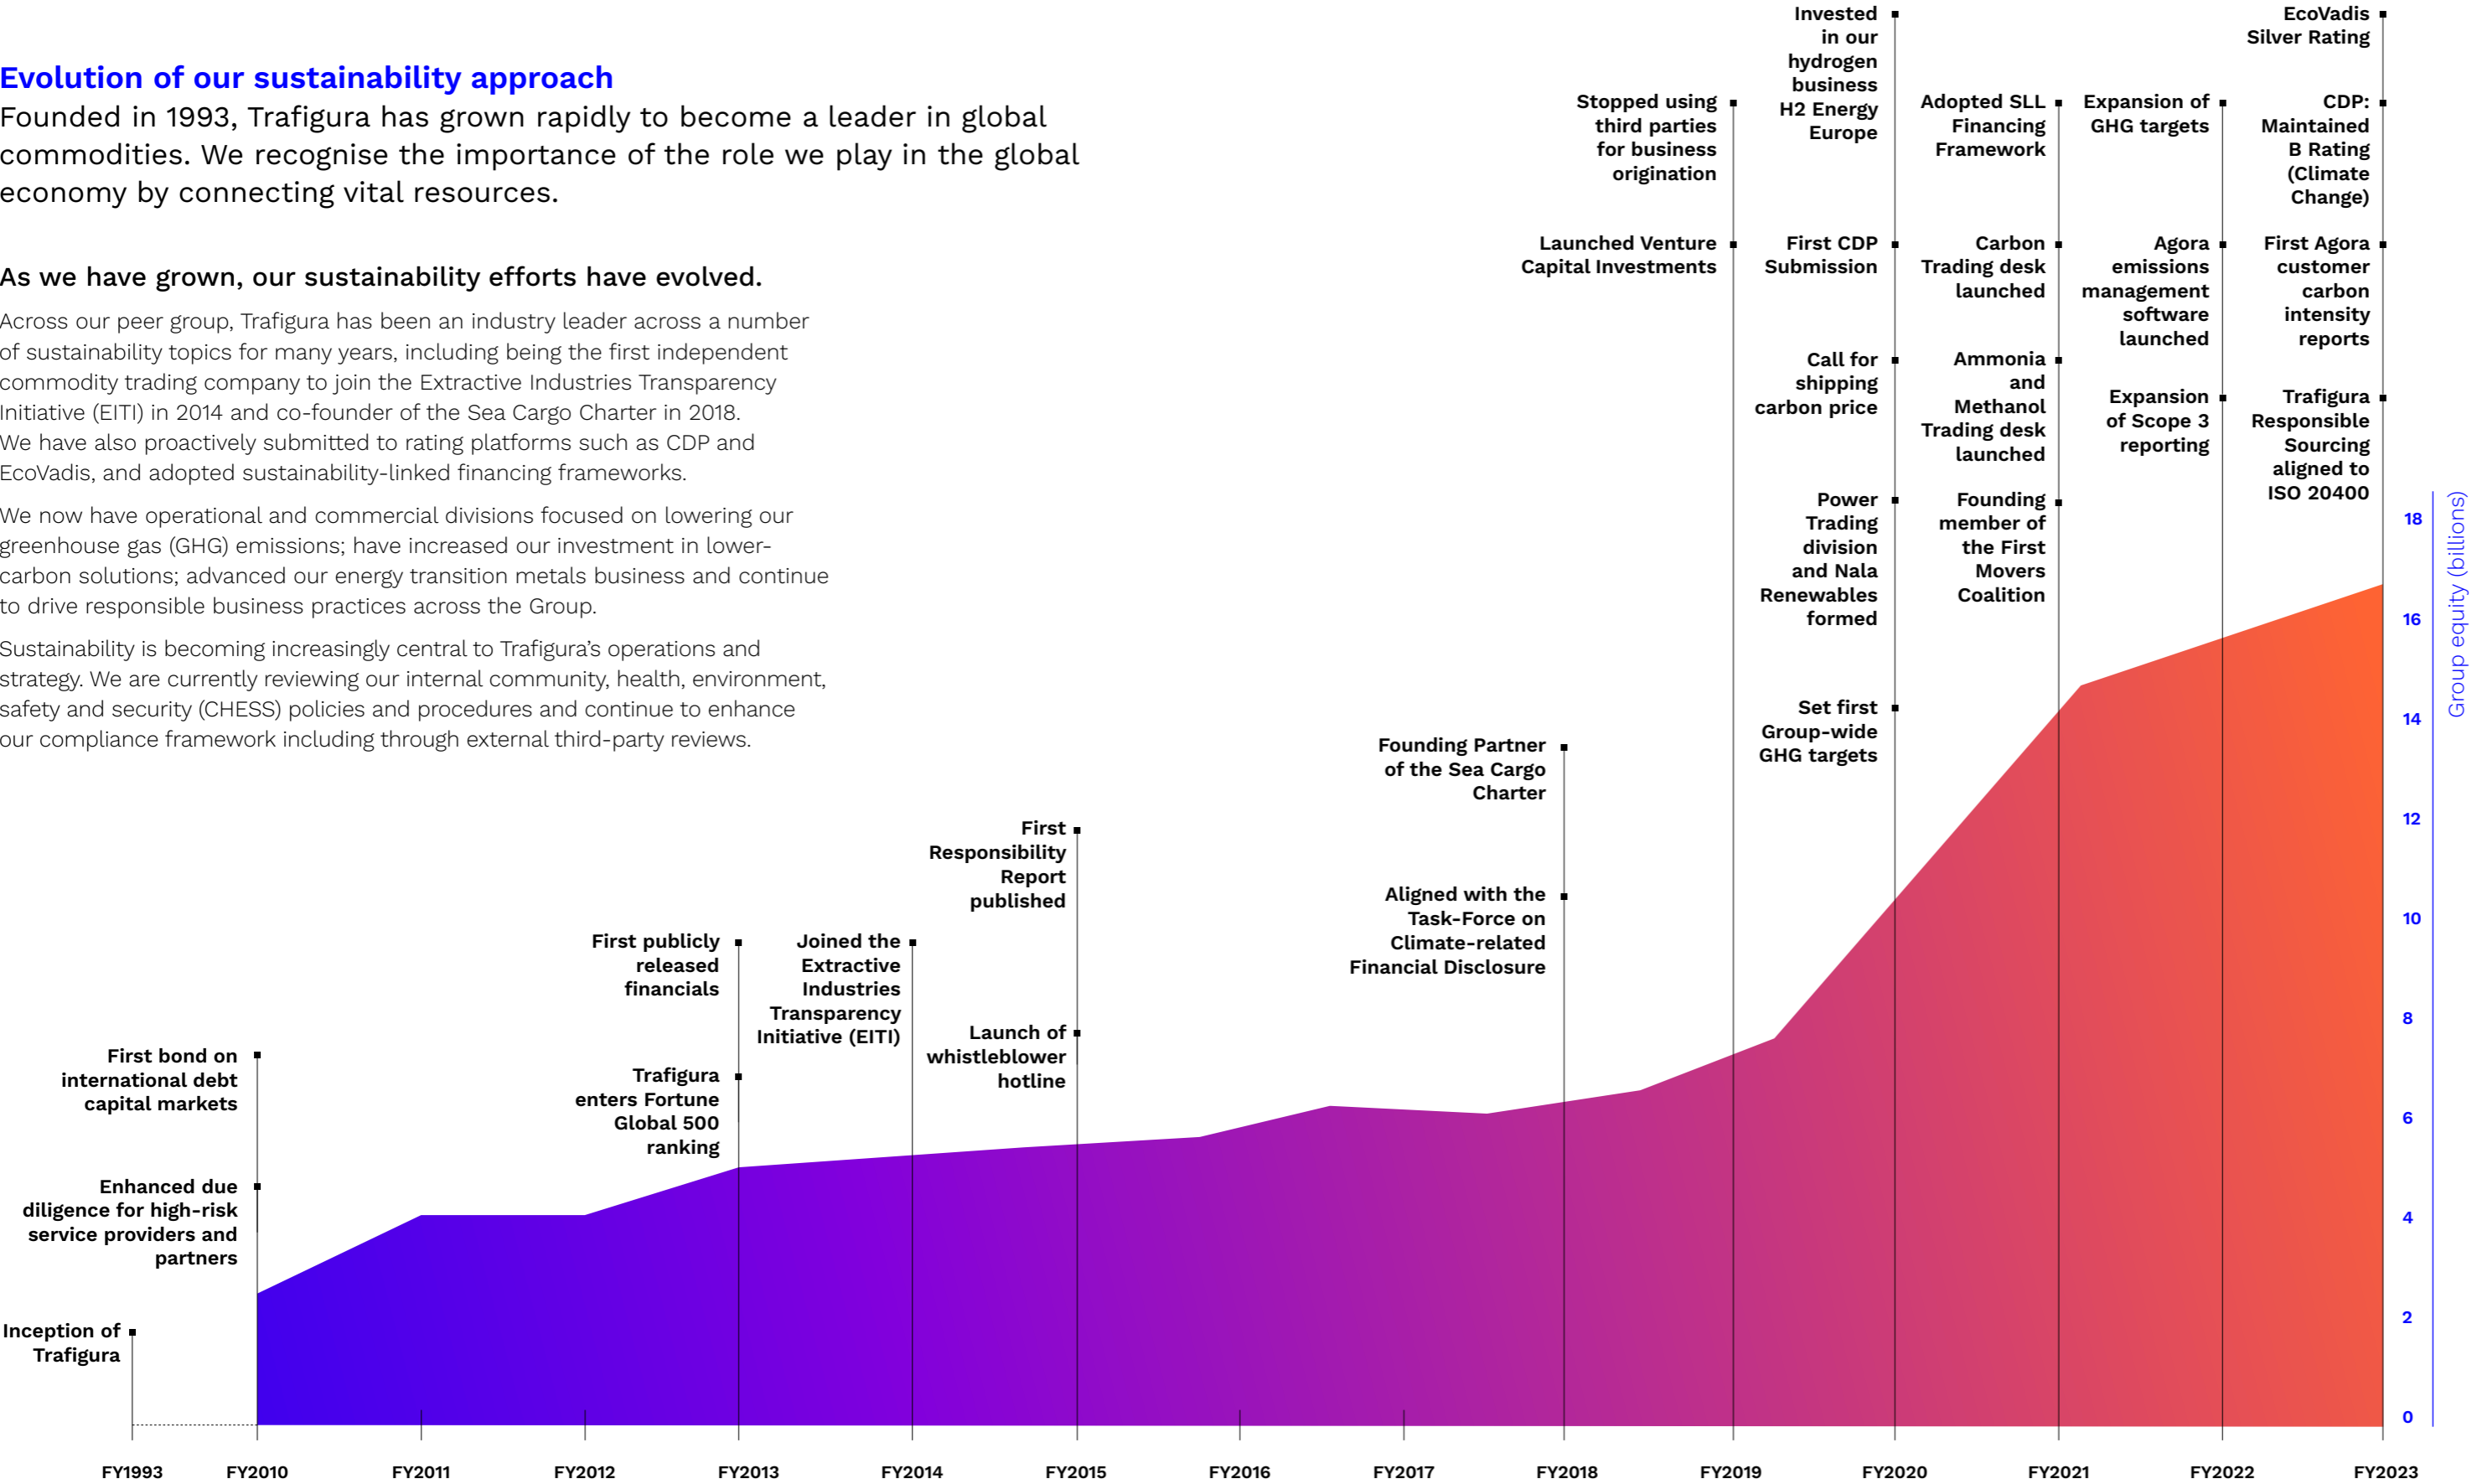 Evolution of our sustainability approach
Founded in 1993, Trafigura has grown rapidly to become a leader in global
commodities. We recognise the importance of the role we play in the global
economy by connecting vital resources.
As we have grown, our sustainability efforts have evolved.
Across our peer group, Trafigura has been an industry leader across a number
of sustainability topics for many years, including being the first independent
commodity trading company to join the Extractive Industries Transparency
Initiative (EITI) in 2014 and co-founder of the Sea Cargo Charter in 2018.
We have also proactively submitted to rating platforms such as CDP and
EcoVadis, and adopted sustainability-linked financing frameworks.
We now have operational and commercial divisions focused on lowering our
greenhouse gas (GHG) emissions; have increased our investment in lower-
carbon solutions; advanced our energy transition metals business and continue
to drive responsible business practices across the Group.
Sustainability is becoming increasingly central to Trafigura’s operations and
strategy. We are currently reviewing our internal community, health, environment,
safety and security (CHESS) policies and procedures and continue to enhance
our compliance framework including through external third-party reviews.
Inception of
Trafigura
First bond on
international debt
capital markets
Enhanced due
diligence for high-risk
service providers and
partners
First publicly
released
financials
Trafigura
enters Fortune
Global 500
ranking
Joined the
Extractive
Industries
Transparency
Initiative (EITI)
First
Responsibility
Report
published
Launch of
whistleblower
hotline
Founding Partner
of the Sea Cargo
Charter
Aligned with the
Task-Force on
Climate-related
Financial Disclosure
Stopped using
third parties
for business
origination
Launched Venture
Capital Investments
Invested
in our
hydrogen
business
H2 Energy
Europe
First CDP
Submission
Call for
shipping
carbon price
Power
Trading
division
and Nala
Renewables
formed
Set first
Group-wide
GHG targets
Adopted SLL
Financing
Framework
Carbon
Trading desk
launched
Ammonia
and
Methanol
Trading desk
launched
Founding
member of
the First
Movers
Coalition
Expansion of
GHG targets
Agora
emissions
management
software
launched
Expansion
of Scope 3
reporting
EcoVadis
Silver Rating
CDP:
Maintained
B Rating
(Climate
Change)
First Agora
customer
carbon
intensity
reports
Trafigura
Responsible
Sourcing
aligned to
ISO 20400
18
16
14
12
10
8
6
4
2
0
Group equity (billions)
FY1993
FY2010
FY2011
FY2012
FY2013
FY2014
FY2015
FY2016
FY2017
FY2018
FY2019
FY2020
FY2021
FY2022
FY2023